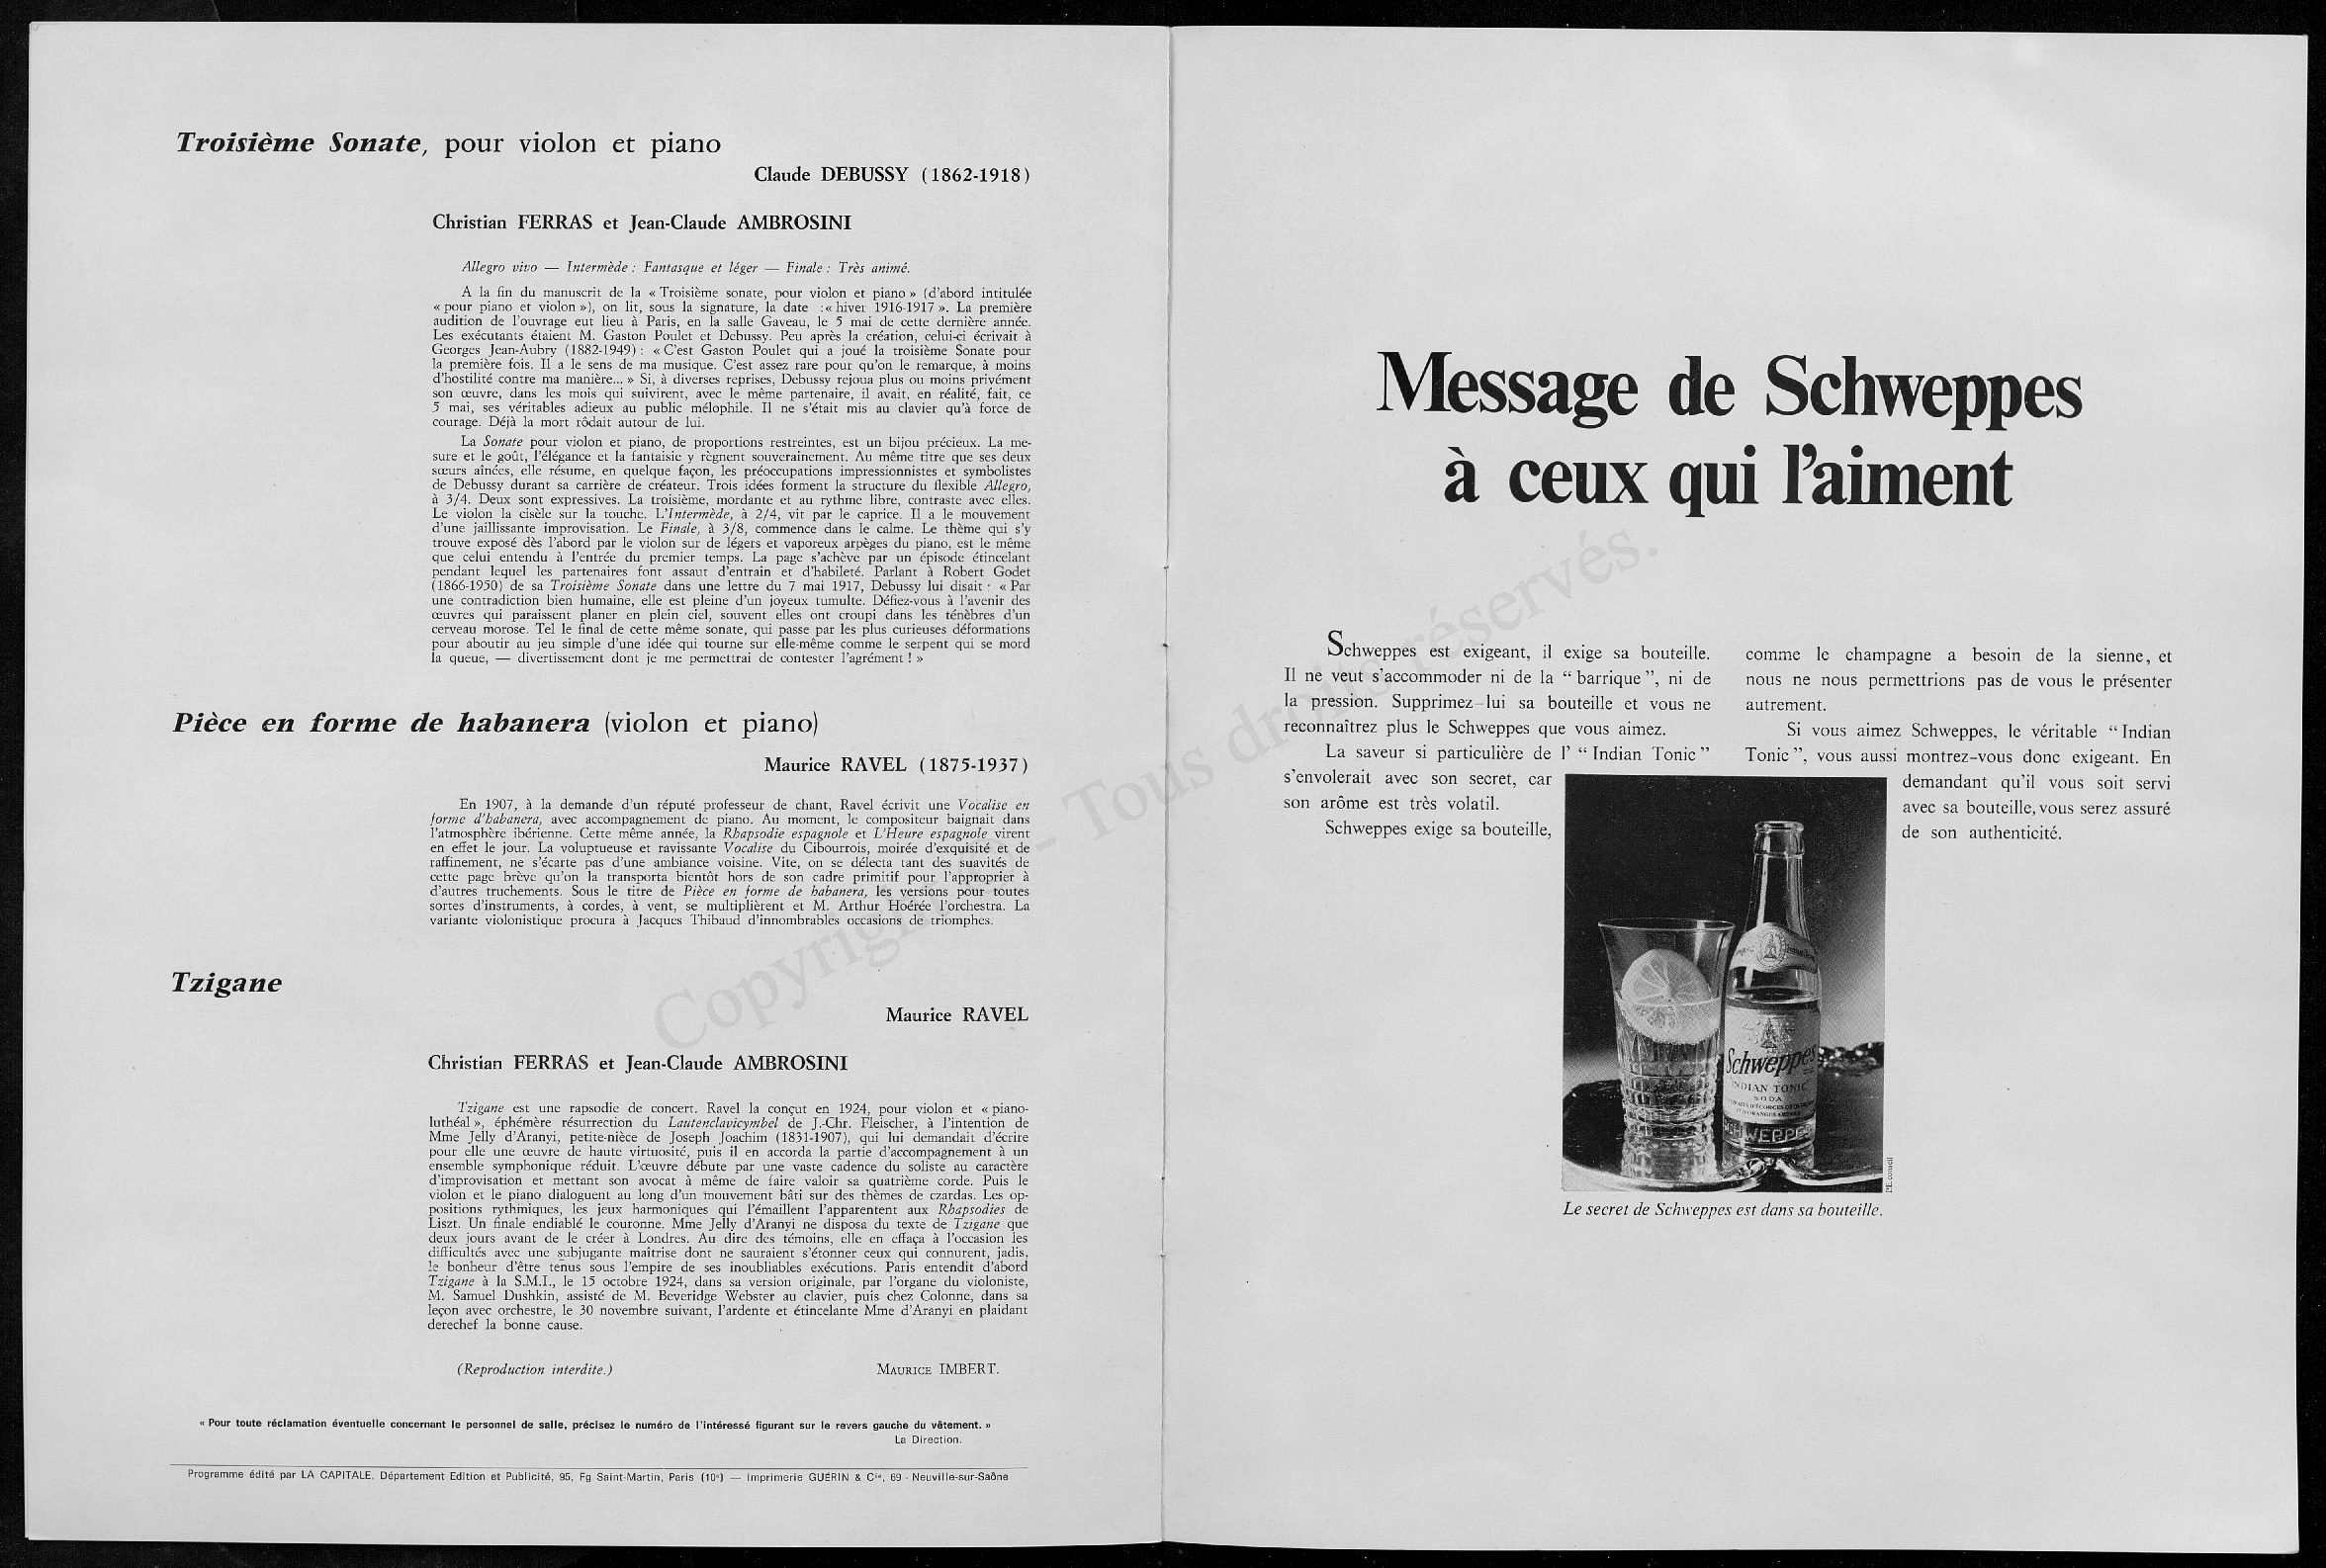 Troisième Sonate, pour violon et piano
Claude DEBUSSY (1862-1918)
Christian FERRAS et Jean-Claude AMBROSINI
Allegro vivo — Intermède : Fantasque et léger — Finale : Très animé.
A la fin du manuscrit de la « Troisième sonate, pour violon et piano » (d'abord intitulée
« pour piano et violon »), on lit, sous la signature, la date :« hiver 1916-1917 ». La première
audition de l'ouvrage eut lieu à Paris, en la salle Gaveau, le 5 mai de cette dernière année.
Les exécutants étaient M. Gaston Poulet et Debussy. Peu après la création, celui-ci écrivait à
Georges Jean-Aubry (1882-1949) : « C'est Gaston Poulet qui a joué la troisième Sonate pour
la première fois. Il a le sens de ma musique. C'est assez rare pour qu'on le remarque, à moins
d'hostilité contre ma manière... » Si, à diverses reprises, Debussy rejoua plus ou moins privément
son œuvre, dans les mois qui suivirent, avec le même partenaire, il avait, en réalité, fait, ce
5 mai, ses véritables adieux au public mélophile. Il ne s'était mis au clavier qu'à force de
courage. Déjà la mort rôdait autour de lui.
La Sonate pour violon et piano, de proportions restreintes, est un bijou précieux. La me-
sure et le goût, l'élégance et la fantaisie y règnent souverainement. Au même titre que ses deux
sœurs aînées, elle résume, en quelque façon, les préoccupations impressionnistes et symbolistes
de Debussy durant sa carrière de créateur. Trois idées forment la structure du flexible Allegro,
à 3/4. Deux sont expressives. La troisième, mordante et au rythme libre, contraste avec elles.
Le violon la cisèle sur la touche. L'Intermède, à 2/4, vit par le caprice. Il a le mouvement
d'une jaillissante improvisation. Le Finale, à 3/8, commence dans le calme. Le thème qui s'y
trouve exposé dès l'abord par le violon sur de légers et vaporeux arpèges du piano, est le même
que celui entendu à l'entrée du premier temps. La page s'achève par un épisode étincelant
pendant lequel les partenaires font assaut d'entrain et d'habileté. Parlant à Robert Godet
(1866-1950) de sa Troisième Sonate dans une lettre du 7 mai 1917, Debussy lui disait : « Par
une contradiction bien humaine, elle est pleine d'un joyeux tumulte. Défiez-vous à l'avenir des
œuvres qui paraissent planer en plein ciel, souvent elles ont croupi dans les ténèbres d'un
cerveau morose. Tel le final de cette même sonate, qui passe par les plus curieuses déformations
pour aboutir au jeu simple d'une idée qui tourne sur elle-même comme le serpent qui se mord
la queue, — divertissement dont je me permettrai de contester l'agrément ! »
Pièce en forme de habanera (violon et piano)
Maurice RAVEL (1875-1937)
En 1907, à la demande d'un réputé professeur de chant, Ravel écrivit une Vocalise en
forme d'habanera, avec accompagnement de piano. Au moment, le compositeur baignait dans
l'atmosphère ibérienne. Cette même année, la Rhapsodie espagnole et L'Heure espagnole virent
en effet le jour. La voluptueuse et ravissante Vocalise du Cibourrois, moirée d'exquisité et de
raffinement, ne s'écarte pas d'une ambiance voisine. Vite, on se délecta tant des suavités de
cette page brève qu'on la transporta bientôt hors de son cadre primitif pour l'approprier à
d'autres truchements. Sous le titre de Pièce en forme de habanera, les versions pour toutes
sortes d'instruments, à cordes, à vent, se multiplièrent et M. Arthur Hoérée l'orchestra. La
variante violonistique procura à Jacques Thibaud d'innombrables occasions de triomphes.
Tzigane
Maurice RAVEL
Christian FERRAS et Jean-Claude AMBROSINI
Tzigane est une rapsodie de concert. Ravel la conçut en 1924, pour violon et « piano-
luthéal », éphémère résurrection du Lautenclavicymbel de J.-Chr. Fleischer, à l'intention de
Mme Jelly d'Aranyi, petite-nièce de Joseph Joachim (1831-1907), qui lui demandait d'écrire
pour elle une œuvre de haute virtuosité, puis il en accorda la partie d'accompagnement à un
ensemble symphonique réduit. L'œuvre débute par une vaste cadence du soliste au caractère
d'improvisation et mettant son avocat à même de faire valoir sa quatrième corde. Puis le
violon et le piano dialoguent au long d'un mouvement bâti sur des thèmes de czardas. Les op-
positions rythmiques, les jeux harmoniques qui l'émaillent l'apparentent aux Rhapsodies de
Liszt. Un finale endiablé le couronne. Mme Jelly d'Aranyi ne disposa du texte de Tzigane que
deux jours avant de le créer à Londres. Au dire des témoins, elle en effaça à l'occasion les
difficultés avec une subjugante maîtrise dont ne sauraient s'étonner ceux qui connurent, jadis,
le bonheur d'être tenus sous l'empire de ses inoubliables exécutions. Paris entendit d'abord
Tzigane à la S.M.I., le 15 octobre 1924, dans sa version originale, par l'organe du violoniste,
M. Samuel Dushkin, assisté de M. Beveridge Webster au clavier, puis chez Colonne, dans sa
leçon avec orchestre, le 30 novembre suivant, l'ardente et étincelante Mme d'Aranyi en plaidant
derechef la bonne cause.
(Reproduction interdite.) MAURICE IMBERT.
« Pour toute réclamation éventuelle concernant le personnel de salle, précisez le numéro de l'intéressé figurant sur le revers gauche du vêtement. »
La Direction.
Programme édité par LA CAPITALE, Département Edition et Publicité, 95, Fg Saint-Martin, Paris (10e) — Imprimerie GUÉRIN & Cie, 69 - Neuville-sur-Saône
Message de Schweppes
à ceux qui l'aiment
Schweppes est exigeant, il exige sa bouteille.
Il ne veut s'accommoder ni de la “ barrique ”, ni de
la pression. Supprimez-lui sa bouteille et vous ne
reconnaîtrez plus le Schweppes que vous aimez.
La saveur si particulière de l' “ Indian Tonic ”
s'envolerait avec son secret, car
son arôme est très volatil.
Schweppes exige sa bouteille,
comme le champagne a besoin de la sienne, et
nous ne nous permettrions pas de vous le présenter
autrement.
Si vous aimez Schweppes, le véritable “ Indian
Tonic ”, vous aussi montrez-vous donc exigeant. En
demandant qu'il vous soit servi
avec sa bouteille, vous serez assuré
de son authenticité.
Schweppes
"INDIAN TONIC"
SODA
SCHWEPPES
PE conseil
Le secret de Schweppes est dans sa bouteille.
Copyright - Tous droits réservés.